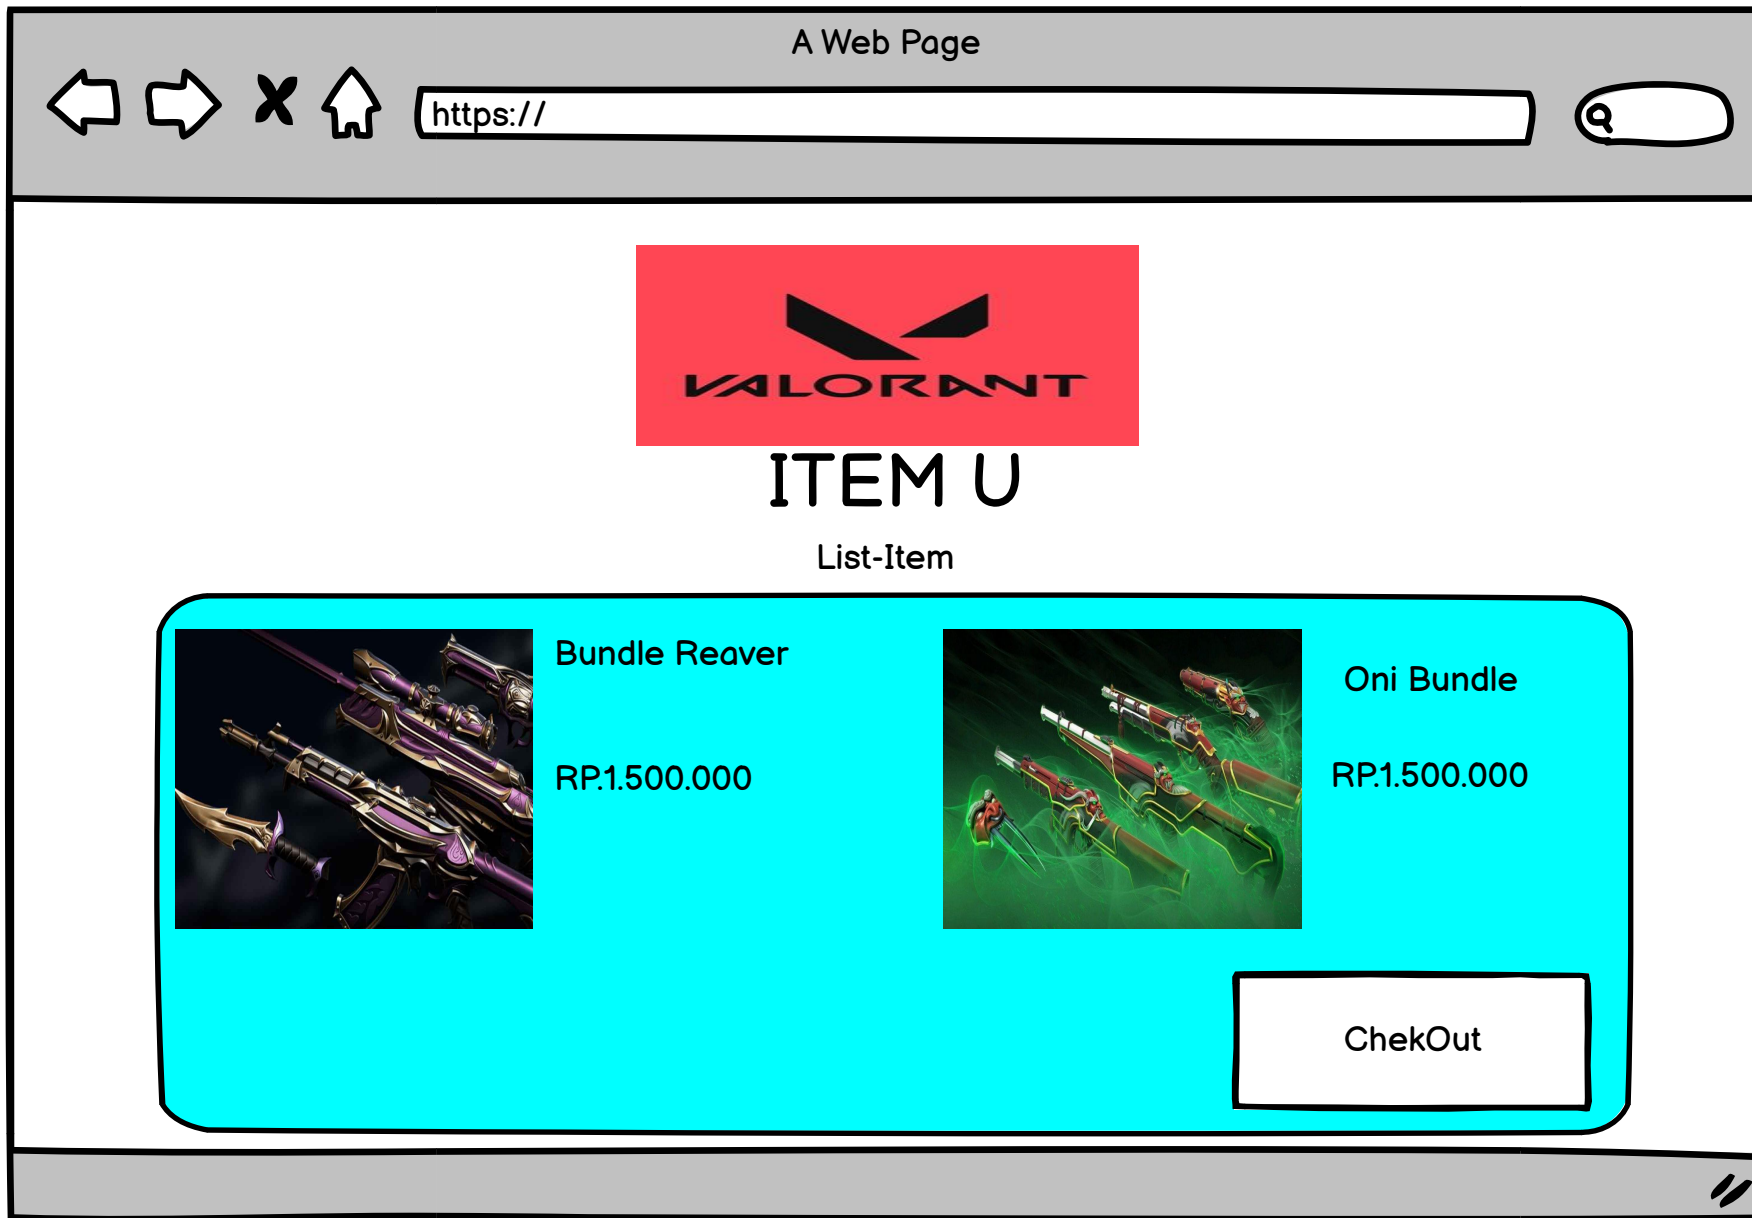 A Web Page
https://
VALORANT
ITEM U
List-Item
Bundle Reaver
RP.1.500.000
Oni Bundle
RP.1.500.000
ChekOut